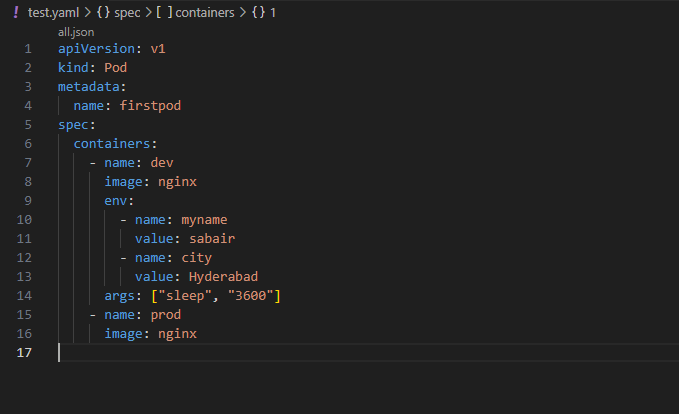 ! test.yaml > {} spec > [ ] containers > {} 1
all.json
1 apiVersion: v1
2 kind: Pod
3 metadata:
4   name: firstpod
5 spec:
6   containers:
7     - name: dev
8       image: nginx
9       env:
10         - name: myname
11           value: sabair
12         - name: city
13           value: Hyderabad
14       args: ["sleep", "3600"]
15     - name: prod
16       image: nginx
17